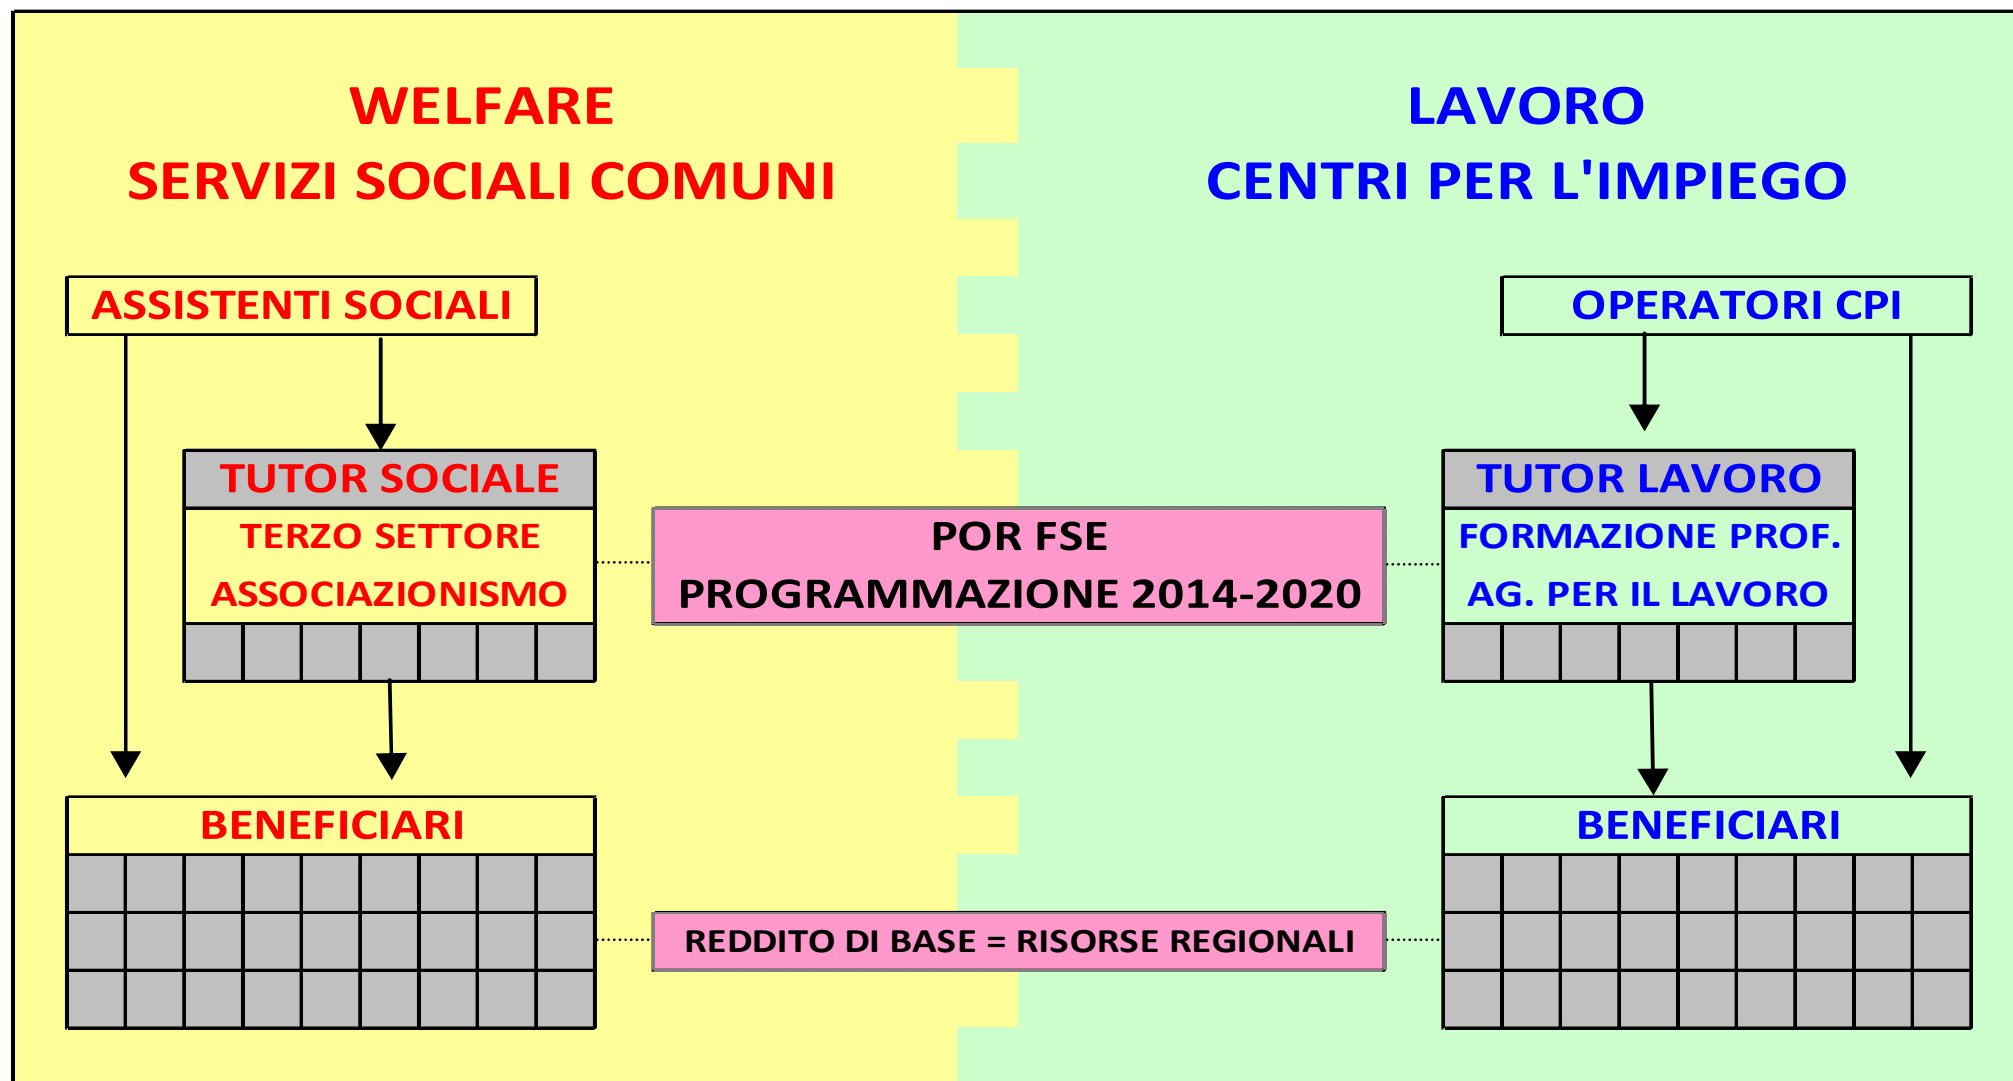 WELFARE
SERVIZI SOCIALI COMUNI
LAVORO
CENTRI PER L'IMPIEGO
ASSISTENTI SOCIALI
OPERATORI CPI
TUTOR SOCIALE
TERZO SETTORE
ASSOCIAZIONISMO
POR FSE
PROGRAMMAZIONE 2014-2020
TUTOR LAVORO
FORMAZIONE PROF.
AG. PER IL LAVORO
BENEFICIARI
BENEFICIARI
REDDITO DI BASE = RISORSE REGIONALI